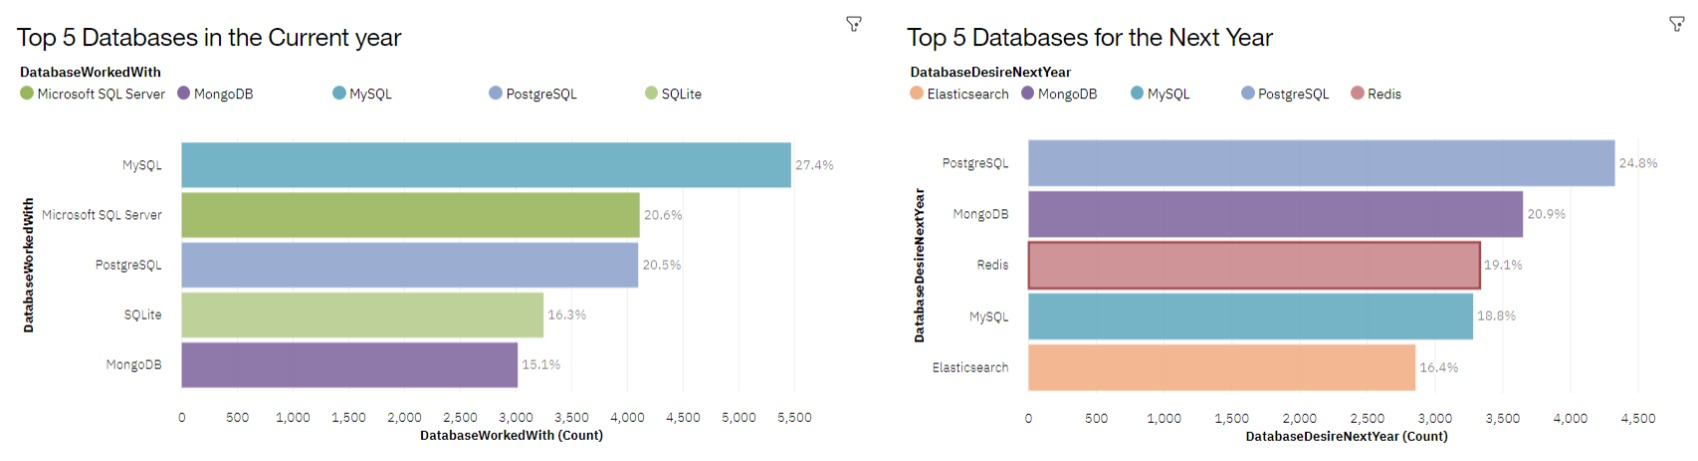 Top 5 Databases in the Current year
DatabaseWorkedWith
Microsoft SQL Server MongoDB MySQL PostgreSQL SQLite
DatabaseWorkedWith
MySQL 27.4%
Microsoft SQL Server 20.6%
PostgreSQL 20.5%
SQLite 16.3%
MongoDB 15.1%
0 500 1,000 1,500 2,000 2,500 3,000 3,500 4,000 4,500 5,000 5,500
DatabaseWorkedWith (Count)
Top 5 Databases for the Next Year
DatabaseDesireNextYear
Elasticsearch MongoDB MySQL PostgreSQL Redis
DatabaseDesireNextYear
PostgreSQL 24.8%
MongoDB 20.9%
Redis 19.1%
MySQL 18.8%
Elasticsearch 16.4%
0 500 1,000 1,500 2,000 2,500 3,000 3,500 4,000 4,500
DatabaseDesireNextYear (Count)